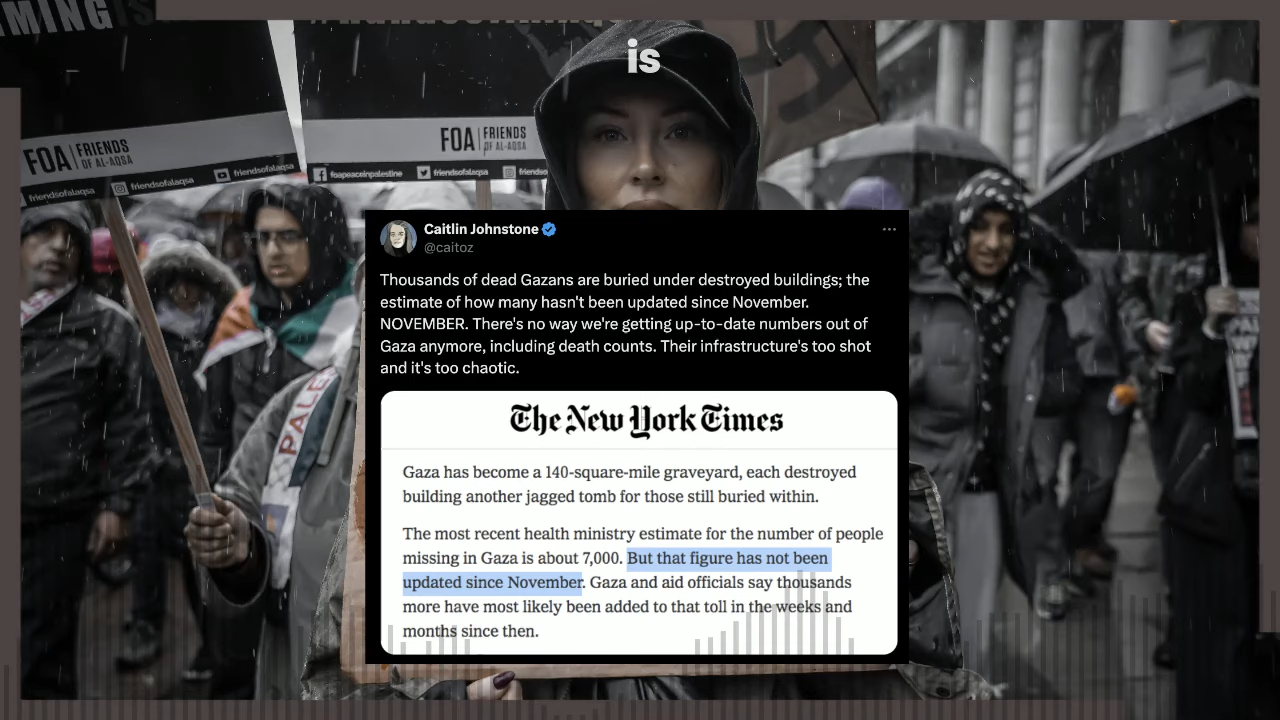 MING IS
is
FOA FRIENDS
OF AL-AQSA
friendsofalaqsa friendsofalaqsa
FOA FRIENDS
OF AL-AQSA
foapeaceinpalestine friendsofalaqsa friendso
PALE
Caitlin Johnstone
@caitoz
Thousands of dead Gazans are buried under destroyed buildings; the
estimate of how many hasn't been updated since November.
NOVEMBER. There's no way we're getting up-to-date numbers out of
Gaza anymore, including death counts. Their infrastructure's too shot
and it's too chaotic.
The New York Times
Gaza has become a 140-square-mile graveyard, each destroyed
building another jagged tomb for those still buried within.
The most recent health ministry estimate for the number of people
missing in Gaza is about 7,000. But that figure has not been
updated since November. Gaza and aid officials say thousands
more have most likely been added to that toll in the weeks and
months since then.